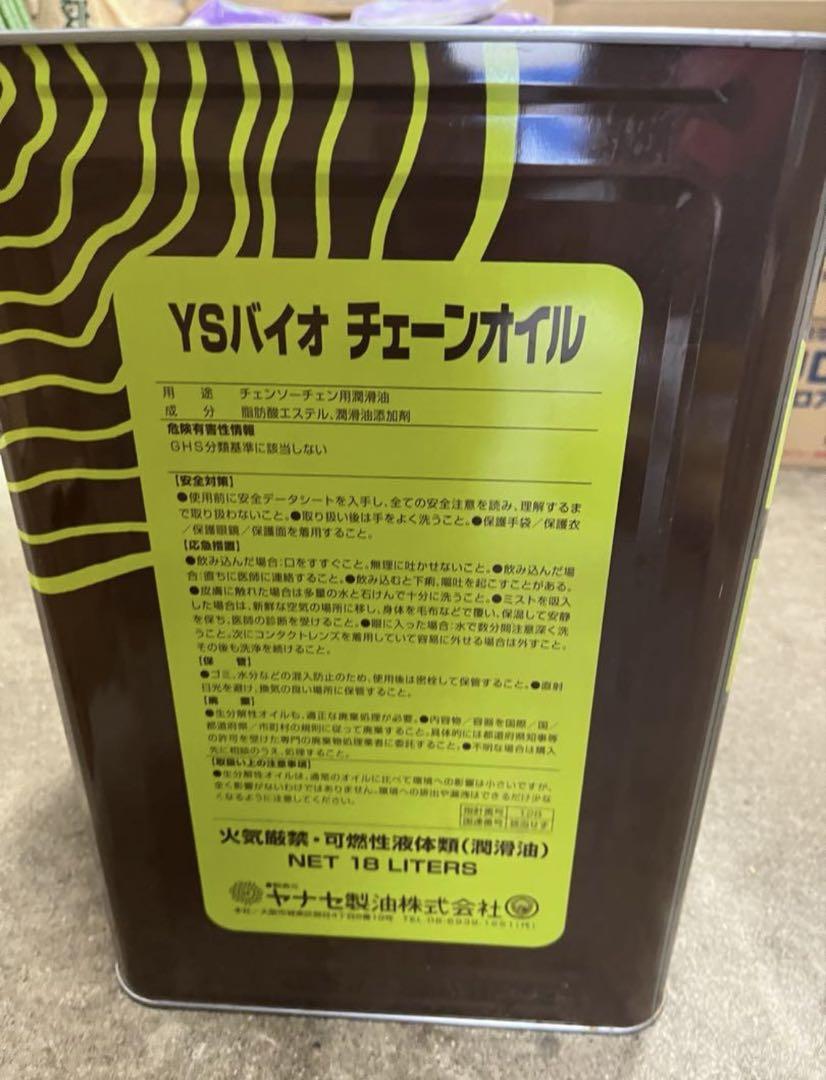 YSバイオ チェーンオイル
用 途 チェンソーチェン用潤滑油
成 分 脂肪酸エステル、潤滑油添加剤
危険有害性情報
GHS分類基準に該当しない
【安全対策】
●使用前に安全データシートを入手し、全ての安全注意を読み、理解するま
で取り扱わないこと。●取り扱い後は手をよく洗うこと。●保護手袋／保護衣
／保護眼鏡／保護面を着用すること。
【応急措置】
●飲み込んだ場合:口をすすぐこと。無理に吐かせないこと。●飲み込んだ場
合:直ちに医師に連絡すること。●飲み込むと下痢、嘔吐を起こすことがある。
●皮膚に触れた場合は多量の水と石けんで十分に洗うこと。●ミストを吸入
した場合は、新鮮な空気の場所に移し、身体を毛布などで覆い、保温して安静
を保ち、医師の診断を受けること。●眼に入った場合:水で数分間注意深く洗
うこと。次にコンタクトレンズを着用していて容易に外せる場合は外すこと。
その後も洗浄を続けること。
【保 管】
●ゴミ、水分などの混入防止のため、使用後は密栓して保管すること。●直射
日光を避け、換気の良い場所に保管すること。
【廃 棄】
●生分解性オイルも、適正な廃棄処理が必要。●内容物／容器を国際／国／
都道府県／市町村の規則に従って廃棄すること。具体的には都道府県知事等
の許可を受けた専門の廃棄物処理業者に委託すること。●不明な場合は購入
先に相談のうえ、処理すること。
【取扱い上の注意事項】
●生分解性オイルは、通常のオイルに比べて環境への影響は小さいですが、
全く影響がないわけではありません。環境への排出や漏洩はできるだけ少な
くなるように注意してください。
指針番号 128
国連番号 該当せず
火気厳禁・可燃性液体類（潤滑油）
NET 18 LITERS
ヤナセ製油株式会社